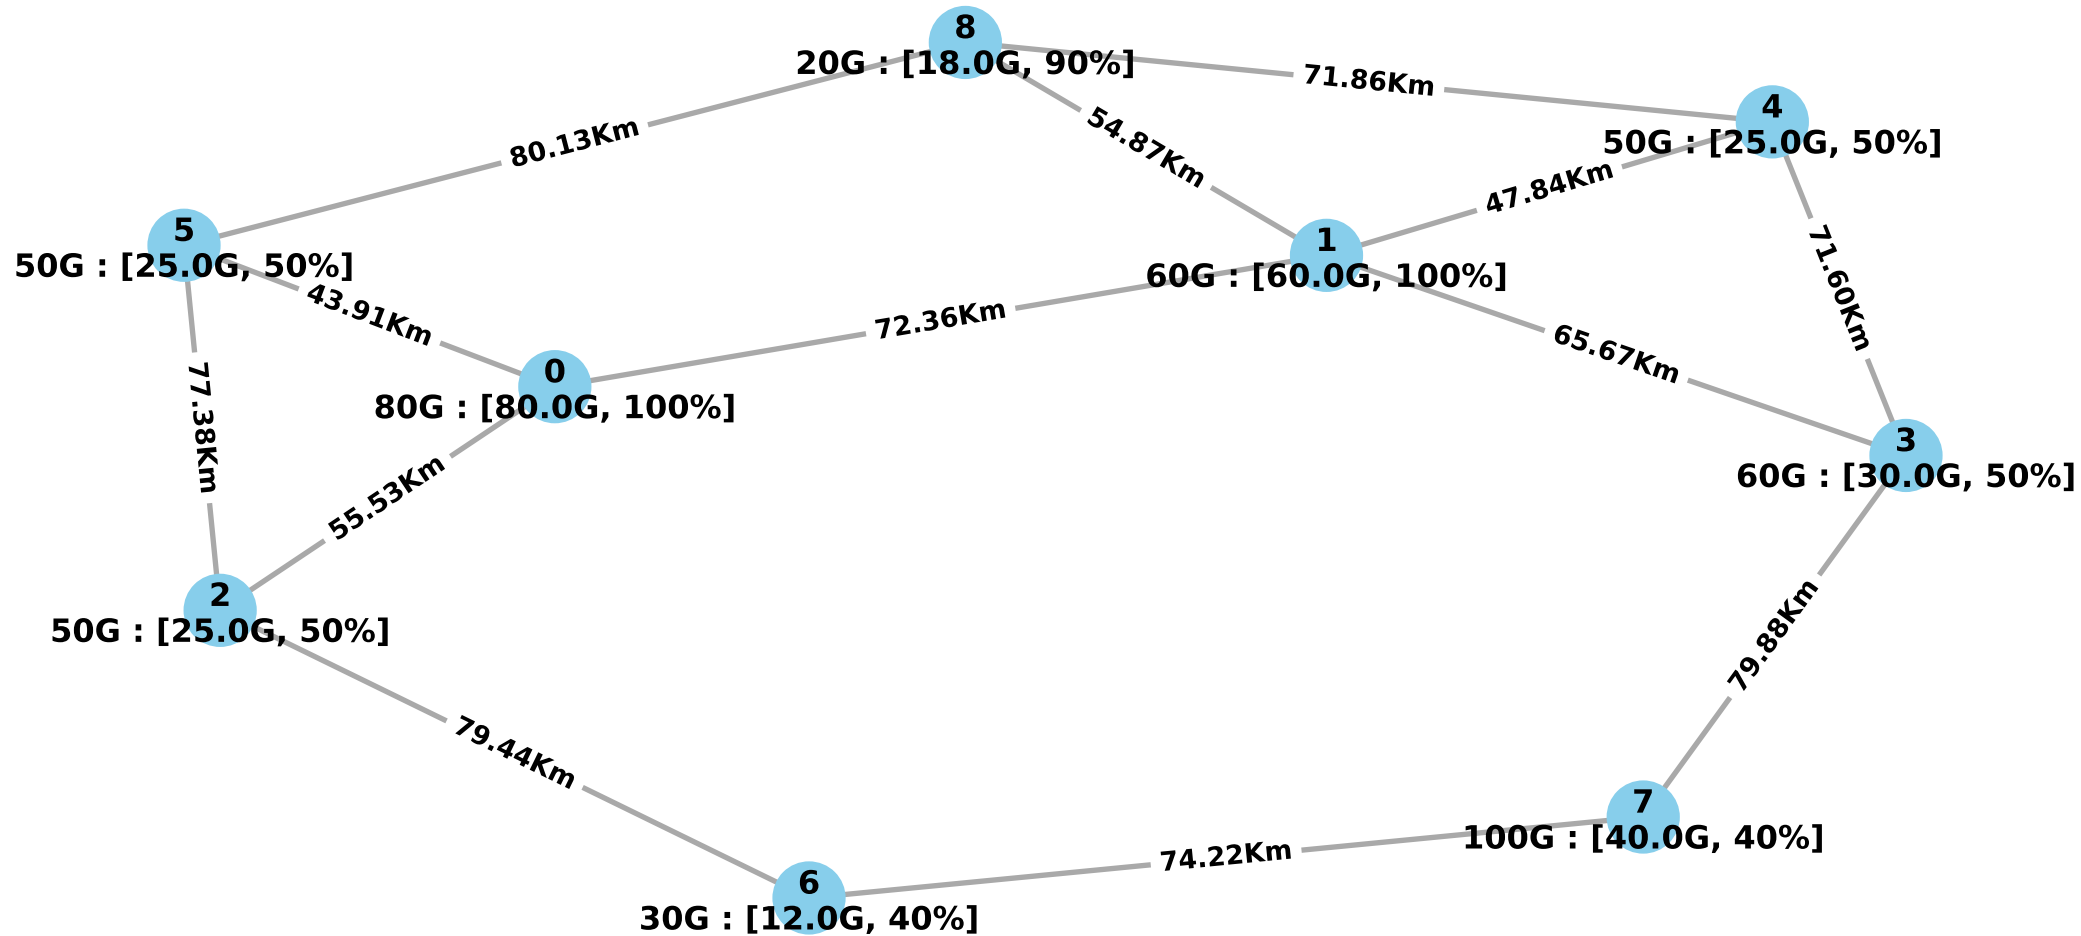 8
20G : [18.0G, 90%]
71.86Km
4
50G : [25.0G, 50%]
54.87Km
80.13Km
47.84Km
5
50G : [25.0G, 50%]
1
60G : [60.0G, 100%]
43.91Km
72.36Km
71.60Km
65.67Km
0
80G : [80.0G, 100%]
77.38Km
3
60G : [30.0G, 50%]
55.53Km
2
50G : [25.0G, 50%]
79.88Km
79.44Km
7
100G : [40.0G, 40%]
74.22Km
6
30G : [12.0G, 40%]